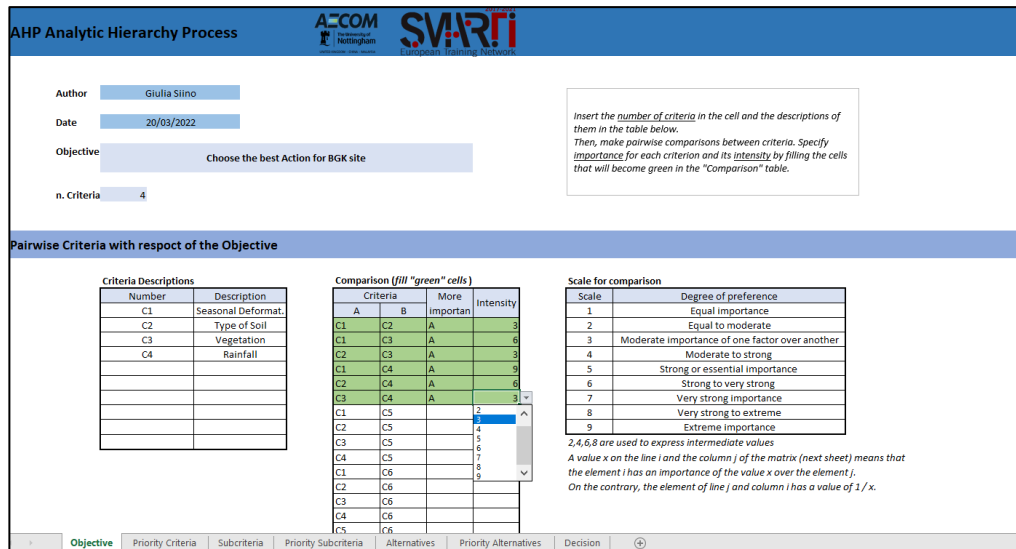 AHP Analytic Hierarchy Process
AECOM
The University of
Nottingham
UNITED KINGDOM · CHINA · MALAYSIA
SMARTi
European Training Network
Author Giulia Siino
Date 20/03/2022
Objective Choose the best Action for BGK site
n. Criteria 4
Insert the number of criteria in the cell and the descriptions of
them in the table below.
Then, make pairwise comparisons between criteria. Specify
importance for each criterion and its intensity by filling the cells
that will become green in the "Comparison" table.
Pairwise Criteria with respoct of the Objective
Criteria Descriptions
Number Description
C1 Seasonal Deformat.
C2 Type of Soil
C3 Vegetation
C4 Rainfall
Comparison (fill "green" cells)
Criteria More Intensity
A B importan
C1 C2 A 3
C1 C3 A 6
C2 C3 A 3
C1 C4 A 9
C2 C4 A 6
C3 C4 A 3
C1 C5
C2 C5
C3 C5
C4 C5
C1 C6
C2 C6
C3 C6
C4 C6
C5 C6
2
3
4
5
6
7
8
9
Scale for comparison
Scale Degree of preference
1 Equal importance
2 Equal to moderate
3 Moderate importance of one factor over another
4 Moderate to strong
5 Strong or essential importance
6 Strong to very strong
7 Very strong importance
8 Very strong to extreme
9 Extreme importance
2,4,6,8 are used to express intermediate values
A value x on the line i and the column j of the matrix (next sheet) means that
the element i has an importance of the value x over the element j.
On the contrary, the element of line j and column i has a value of 1 / x.
Objective Priority Criteria Subcriteria Priority Subcriteria Alternatives Priority Alternatives Decision